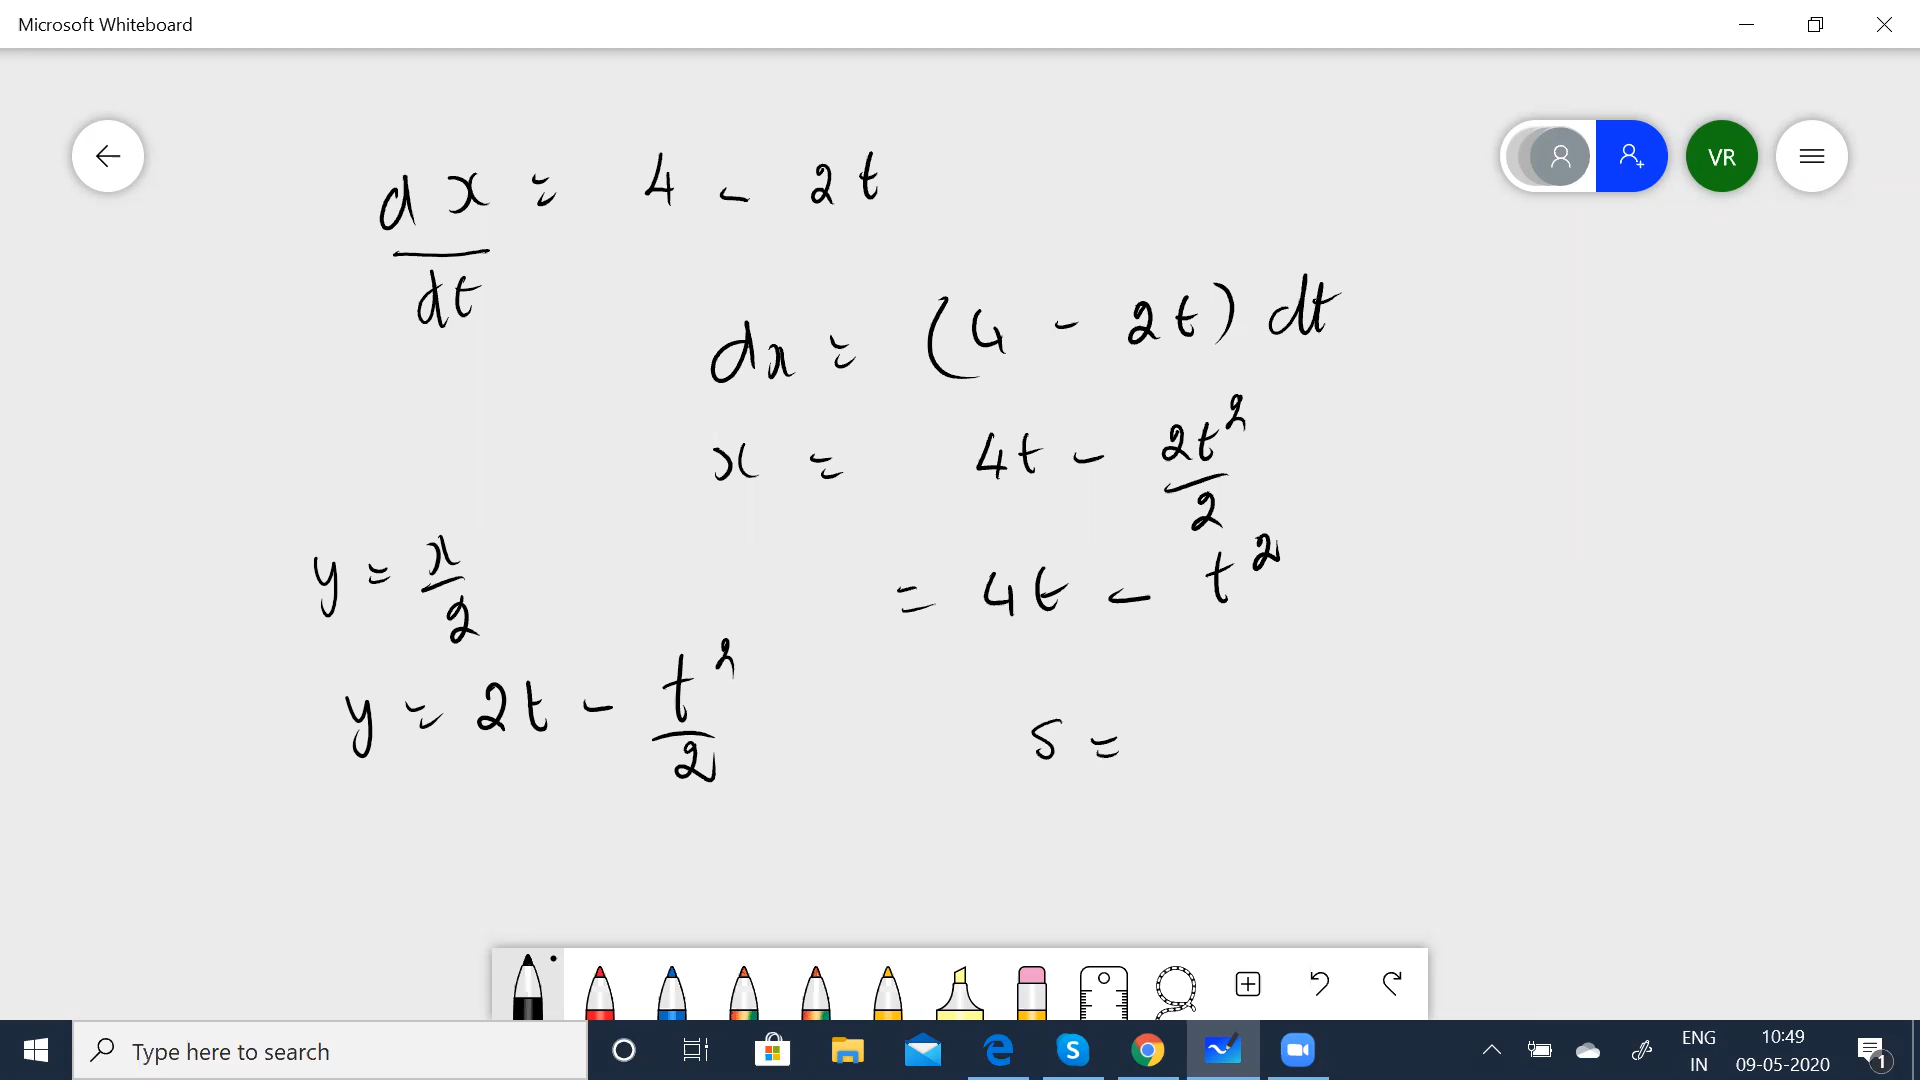 Microsoft Whiteboard
dx/dt = 4 - 2t
VR
dx = (4 - 2t) dt
x = 4t - 2t²/2
y = x/2
= 4t - t²
y = 2t - t²/2
s =
Type here to search
ENG
IN
10:49
09-05-2020
1